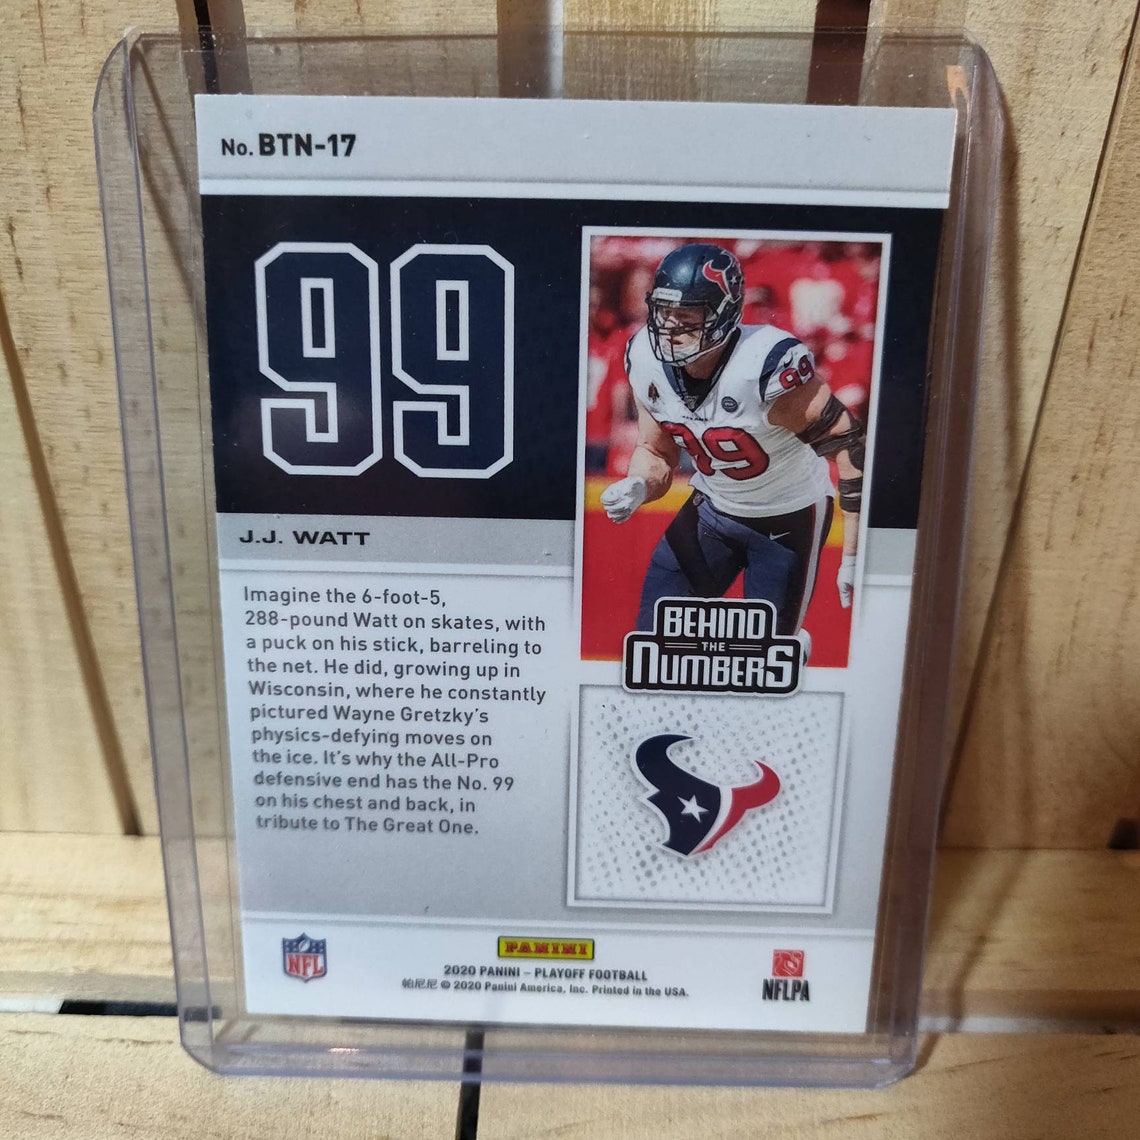 No. BTN-17
99
99
99
J.J. WATT
Imagine the 6-foot-5,
288-pound Watt on skates, with
a puck on his stick, barreling to
the net. He did, growing up in
Wisconsin, where he constantly
pictured Wayne Gretzky's
physics-defying moves on
the ice. It's why the All-Pro
defensive end has the No. 99
on his chest and back, in
tribute to The Great One.
BEHIND
THE
NUMBERS
NFL
PANINI
2020 PANINI – PLAYOFF FOOTBALL
帕尼尼 © 2020 Panini America, Inc. Printed in the USA.
NFLPA